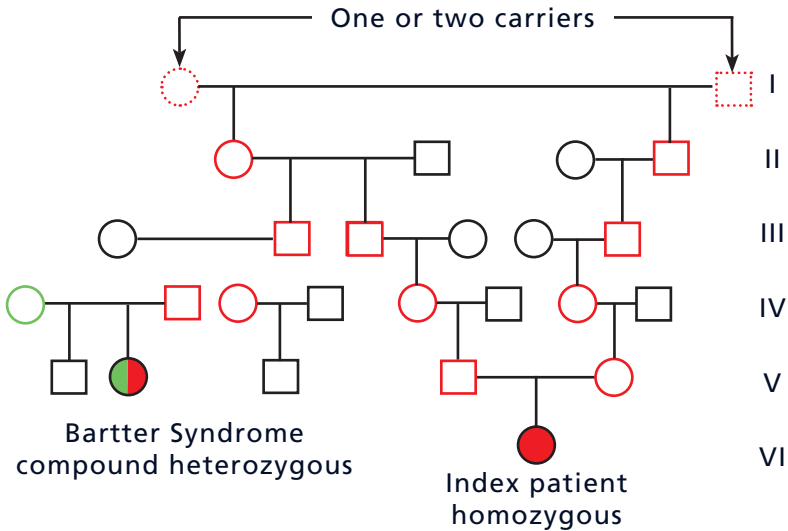 One or two carriers
I
II
III
IV
V
Bartter Syndrome
compound heterozygous
VI
Index patient
homozygous